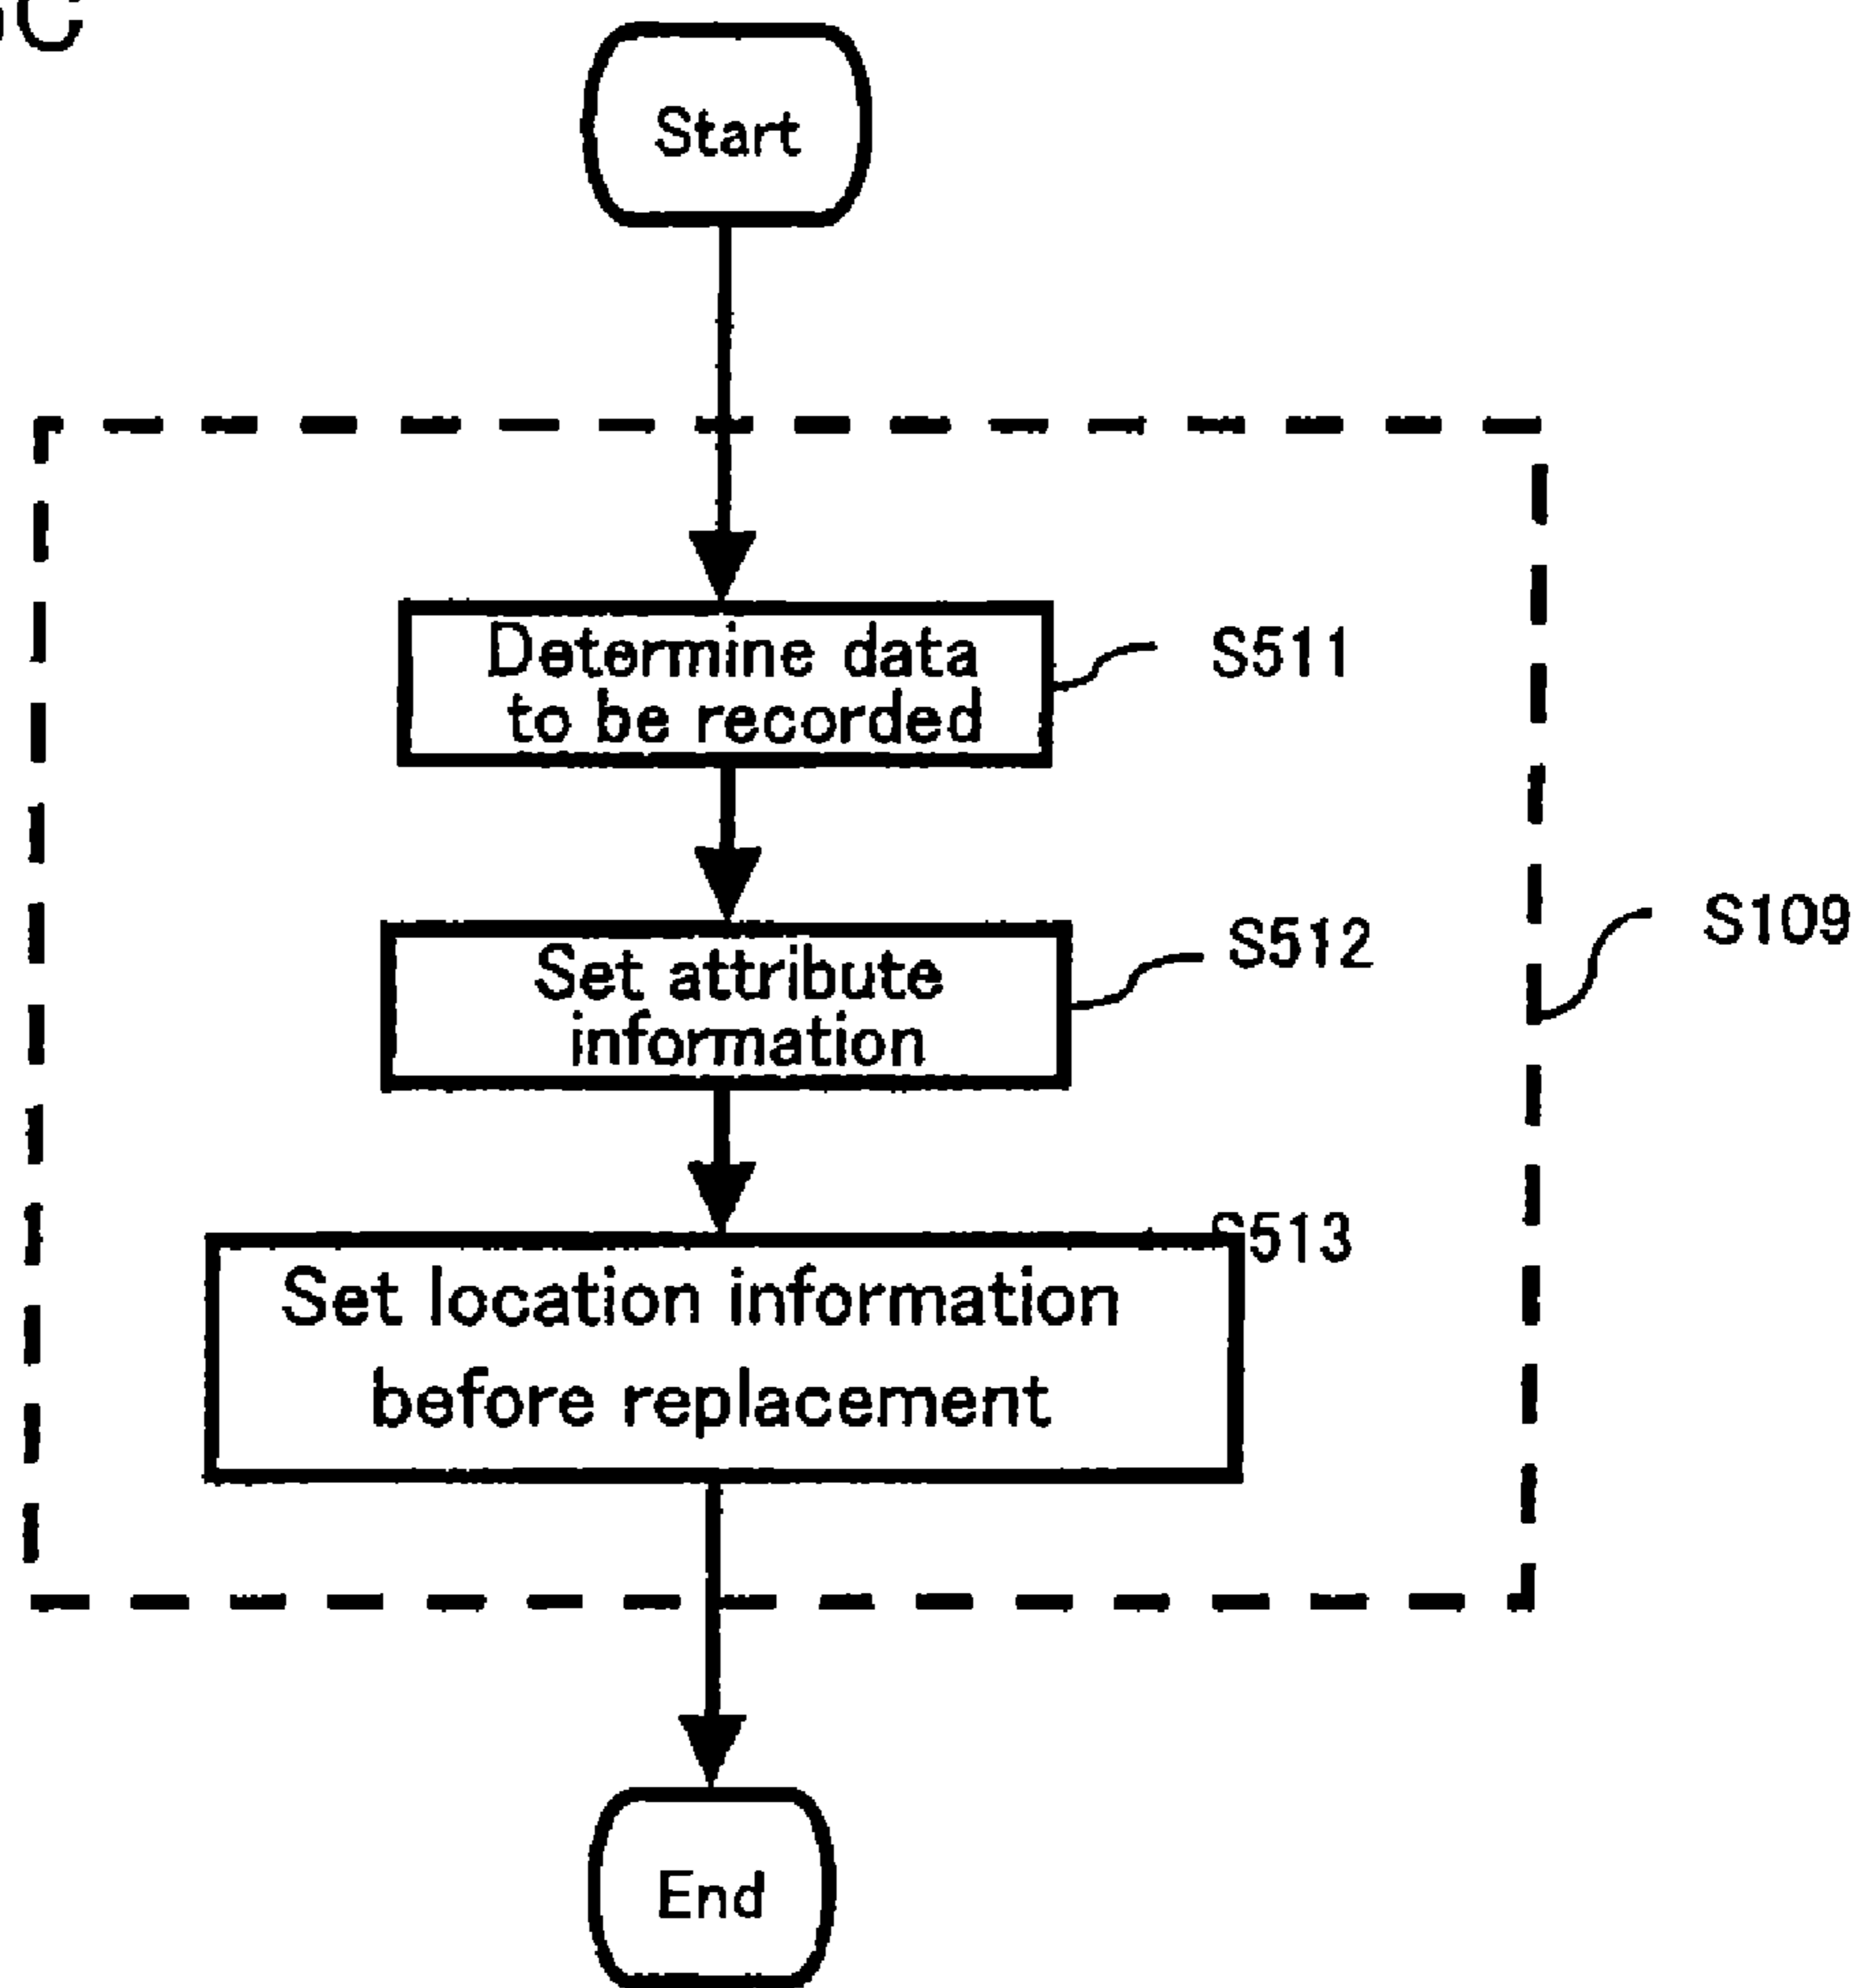 Start
Determine data
to be recorded
S511
Set attribute
information
S512
S109
S513
Set location information
before replacement
End